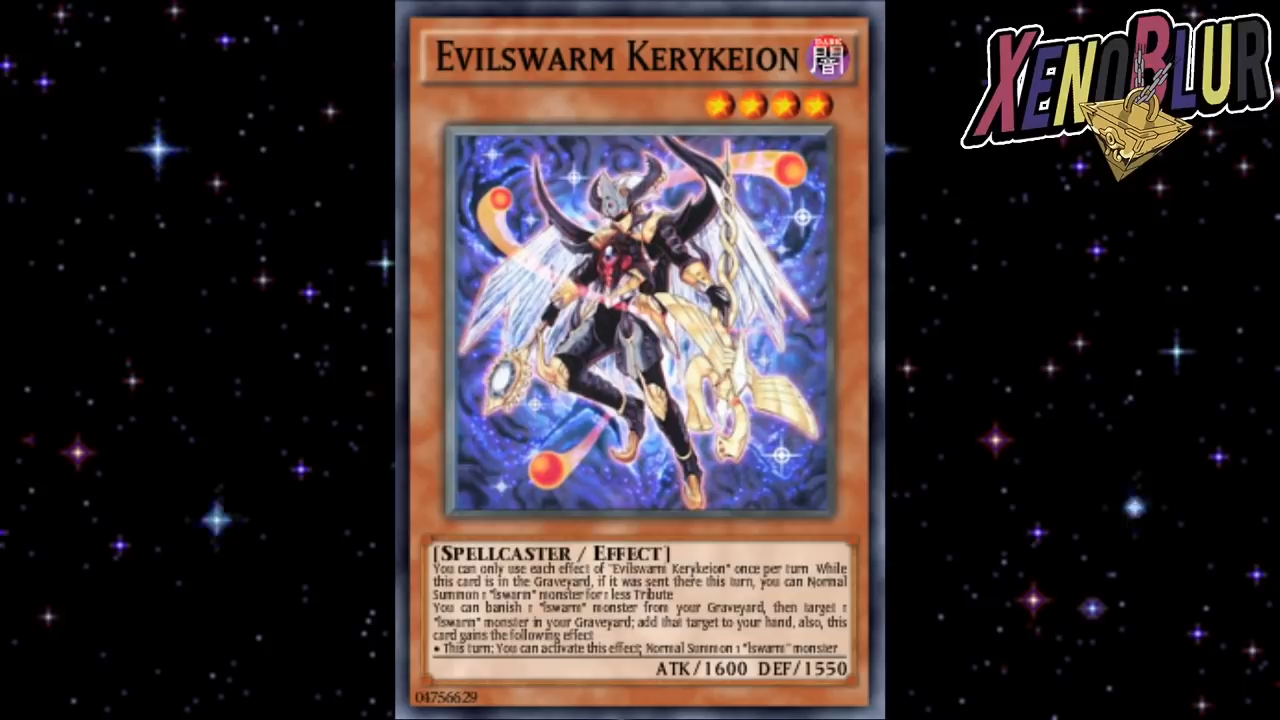 EVILSWARM KERYKEION
DARK
闇
XENOBLUR
[SPELLCASTER / EFFECT]
You can only use each effect of "Evilswarm Kerykeion" once per turn While
this card is in the Graveyard, if it was sent there this turn, you can Normal
Summon 1 "lswarm" monster for 1 less Tribute
You can banish 1 "lswarm" monster from your Graveyard, then target 1
"lswarm" monster in your Graveyard; add that target to your hand, also, this
card gains the following effect
● This turn: You can activate this effect; Normal Summon 1 "lswarm" monster
ATK/1600 DEF/1550
04756629